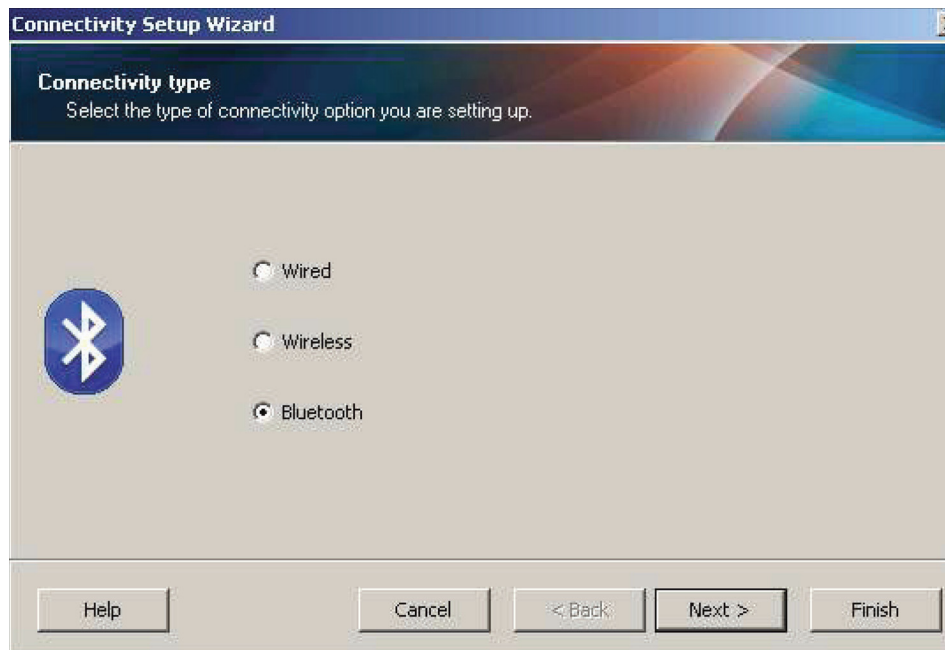 Connectivity Setup Wizard
Connectivity type
Select the type of connectivity option you are setting up.
Wired
Wireless
Bluetooth
Help Cancel < Back Next > Finish